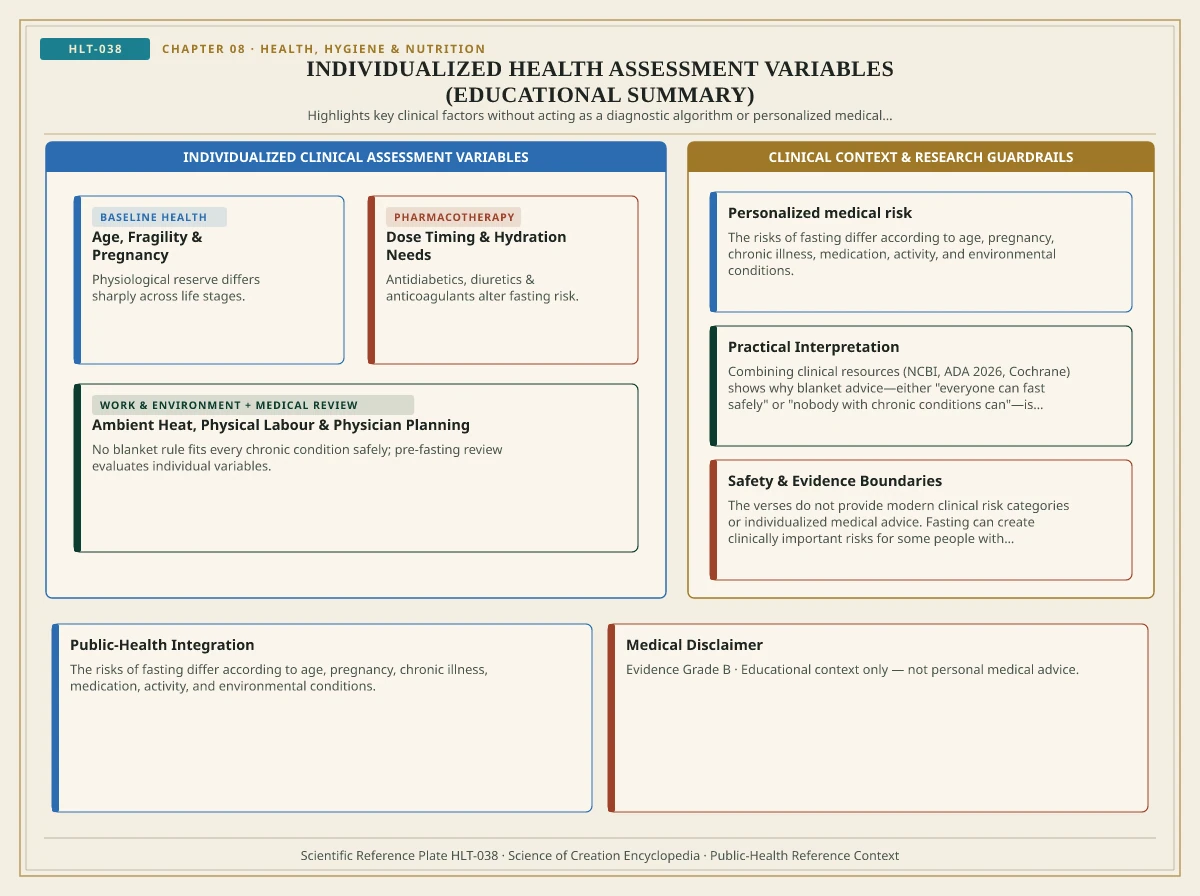 HLT-038
CHAPTER 08 · HEALTH, HYGIENE & NUTRITION
INDIVIDUALIZED HEALTH ASSESSMENT VARIABLES
(EDUCATIONAL SUMMARY)
Highlights key clinical factors without acting as a diagnostic algorithm or personalized medical...
INDIVIDUALIZED CLINICAL ASSESSMENT VARIABLES
BASELINE HEALTH
Age, Fragility &
Pregnancy
Physiological reserve differs
sharply across life stages.
PHARMACOTHERAPY
Dose Timing & Hydration
Needs
Antidiabetics, diuretics &
anticoagulants alter fasting risk.
WORK & ENVIRONMENT + MEDICAL REVIEW
Ambient Heat, Physical Labour & Physician Planning
No blanket rule fits every chronic condition safely; pre-fasting review
evaluates individual variables.
CLINICAL CONTEXT & RESEARCH GUARDRAILS
Personalized medical risk
The risks of fasting differ according to age, pregnancy,
chronic illness, medication, activity, and environmental
conditions.
Practical Interpretation
Combining clinical resources (NCBI, ADA 2026, Cochrane)
shows why blanket advice—either "everyone can fast
safely" or "nobody with chronic conditions can"—is...
Safety & Evidence Boundaries
The verses do not provide modern clinical risk categories
or individualized medical advice. Fasting can create
clinically important risks for some people with...
Public-Health Integration
The risks of fasting differ according to age, pregnancy, chronic illness,
medication, activity, and environmental conditions.
Medical Disclaimer
Evidence Grade B · Educational context only — not personal medical advice.
Scientific Reference Plate HLT-038 · Science of Creation Encyclopedia · Public-Health Reference Context